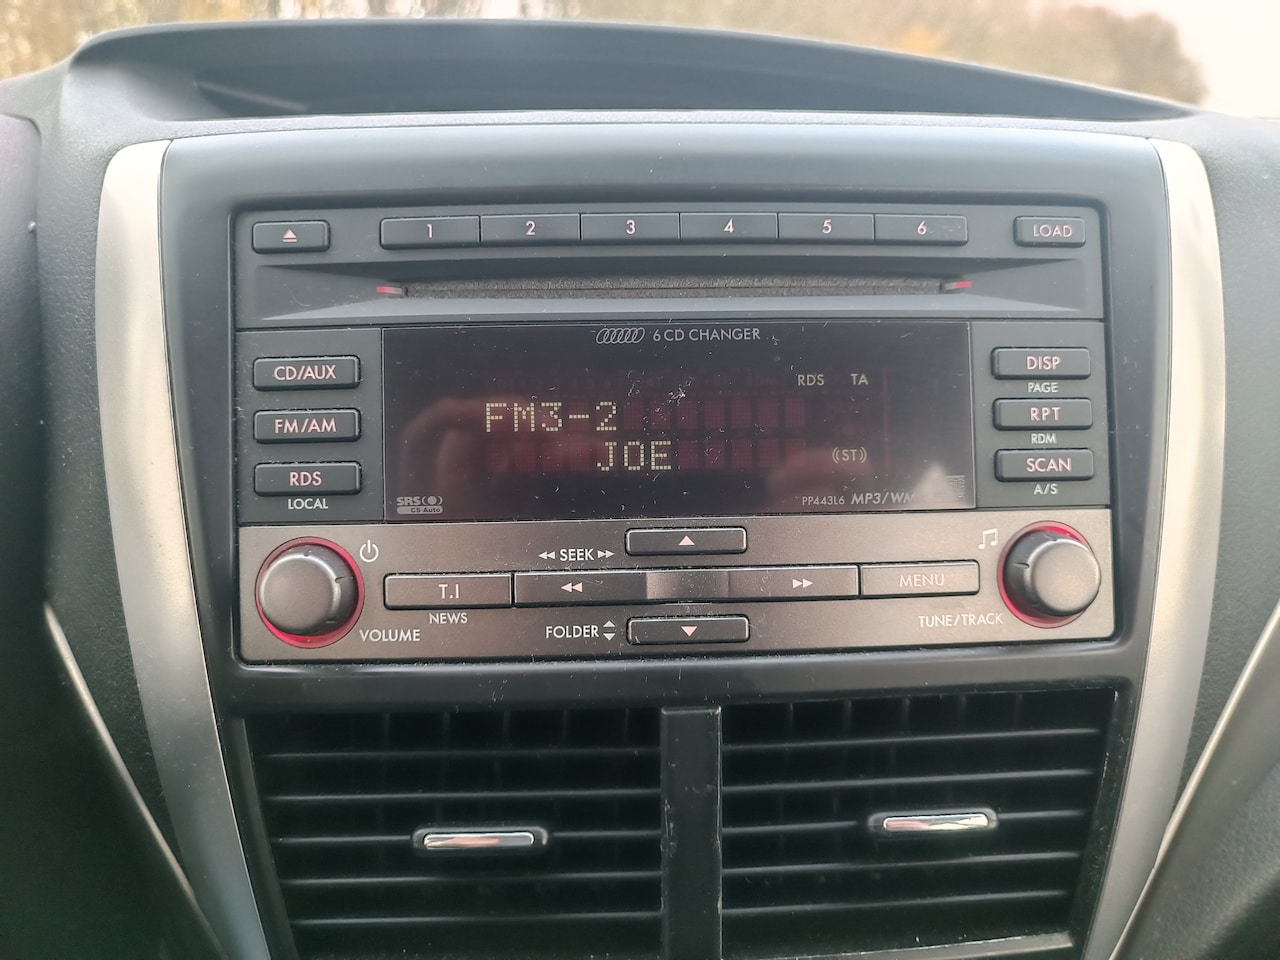 1 2 3 4 5 6 LOAD
6 CD CHANGER
CD/AUX
RDS TA
DISP
PAGE
FM3-2
FM/AM
RPT
RDM
JOE
(ST)
RDS
LOCAL
SCAN
A/S
SRS
CS Auto
PP443L6 MP3/WM
SEEK
T.I
NEWS
MENU
VOLUME
FOLDER
TUNE/TRACK